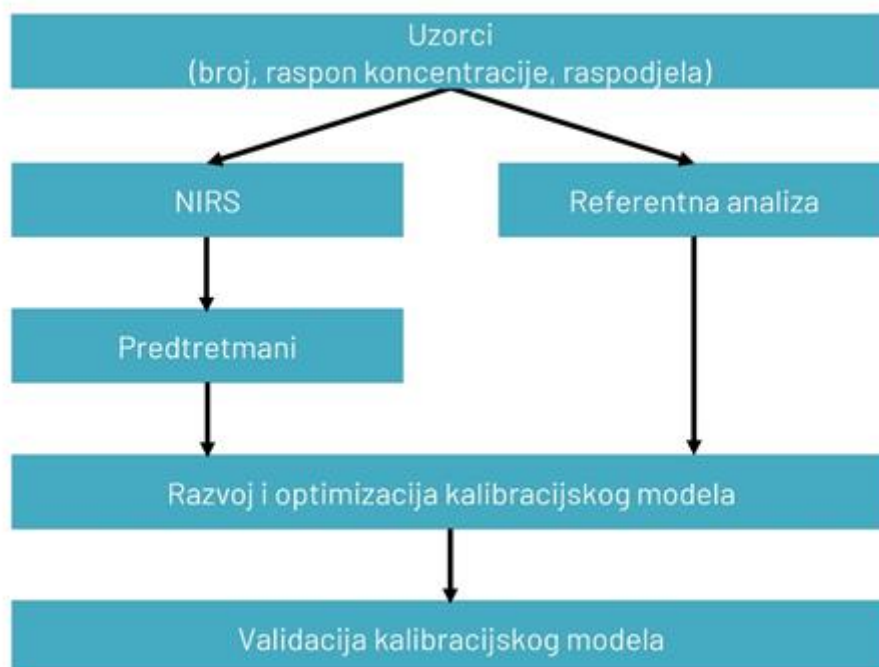 Uzorci
(broj, raspon koncentracije, raspodjela)
NIRS
Referentna analiza
Predtretmani
Razvoj i optimizacija kalibracijskog modela
Validacija kalibracijskog modela